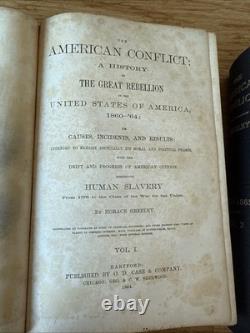 THE
AMERICAN CONFLICT:
A HISTORY
OF
THE GREAT REBELLION
IN THE
UNITED STATES OF AMERICA,
1860-'64:
ITS
CAUSES, INCIDENTS, AND RESULTS:
INTENDED TO EXHIBIT ESPECIALLY ITS MORAL AND POLITICAL PHASES,
WITH THE
DRIFT AND PROGRESS OF AMERICAN OPINION
RESPECTING
HUMAN SLAVERY
From 1776 to the Close of the War for the Union.
By HORACE GREELEY.
VOL. I.
HARTFORD:
PUBLISHED BY O. D. CASE & COMPANY.
CHICAGO: GEO. & C. W. SHERWOOD.
1864.